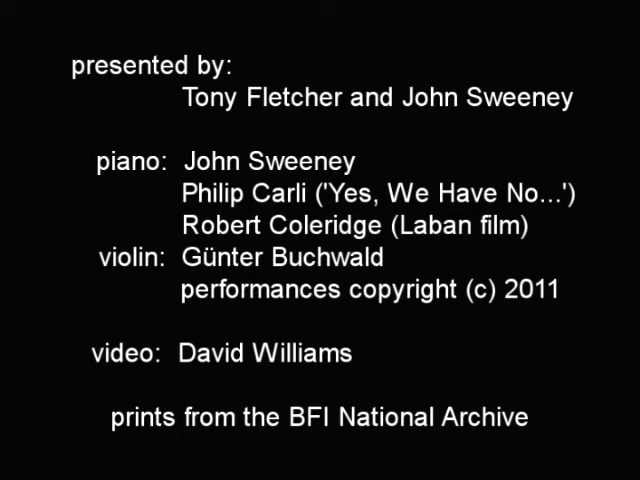 presented by:
Tony Fletcher and John Sweeney
piano: John Sweeney
Philip Carli ('Yes, We Have No...')
Robert Coleridge (Laban film)
violin: Günter Buchwald
performances copyright (c) 2011
video: David Williams
prints from the BFI National Archive